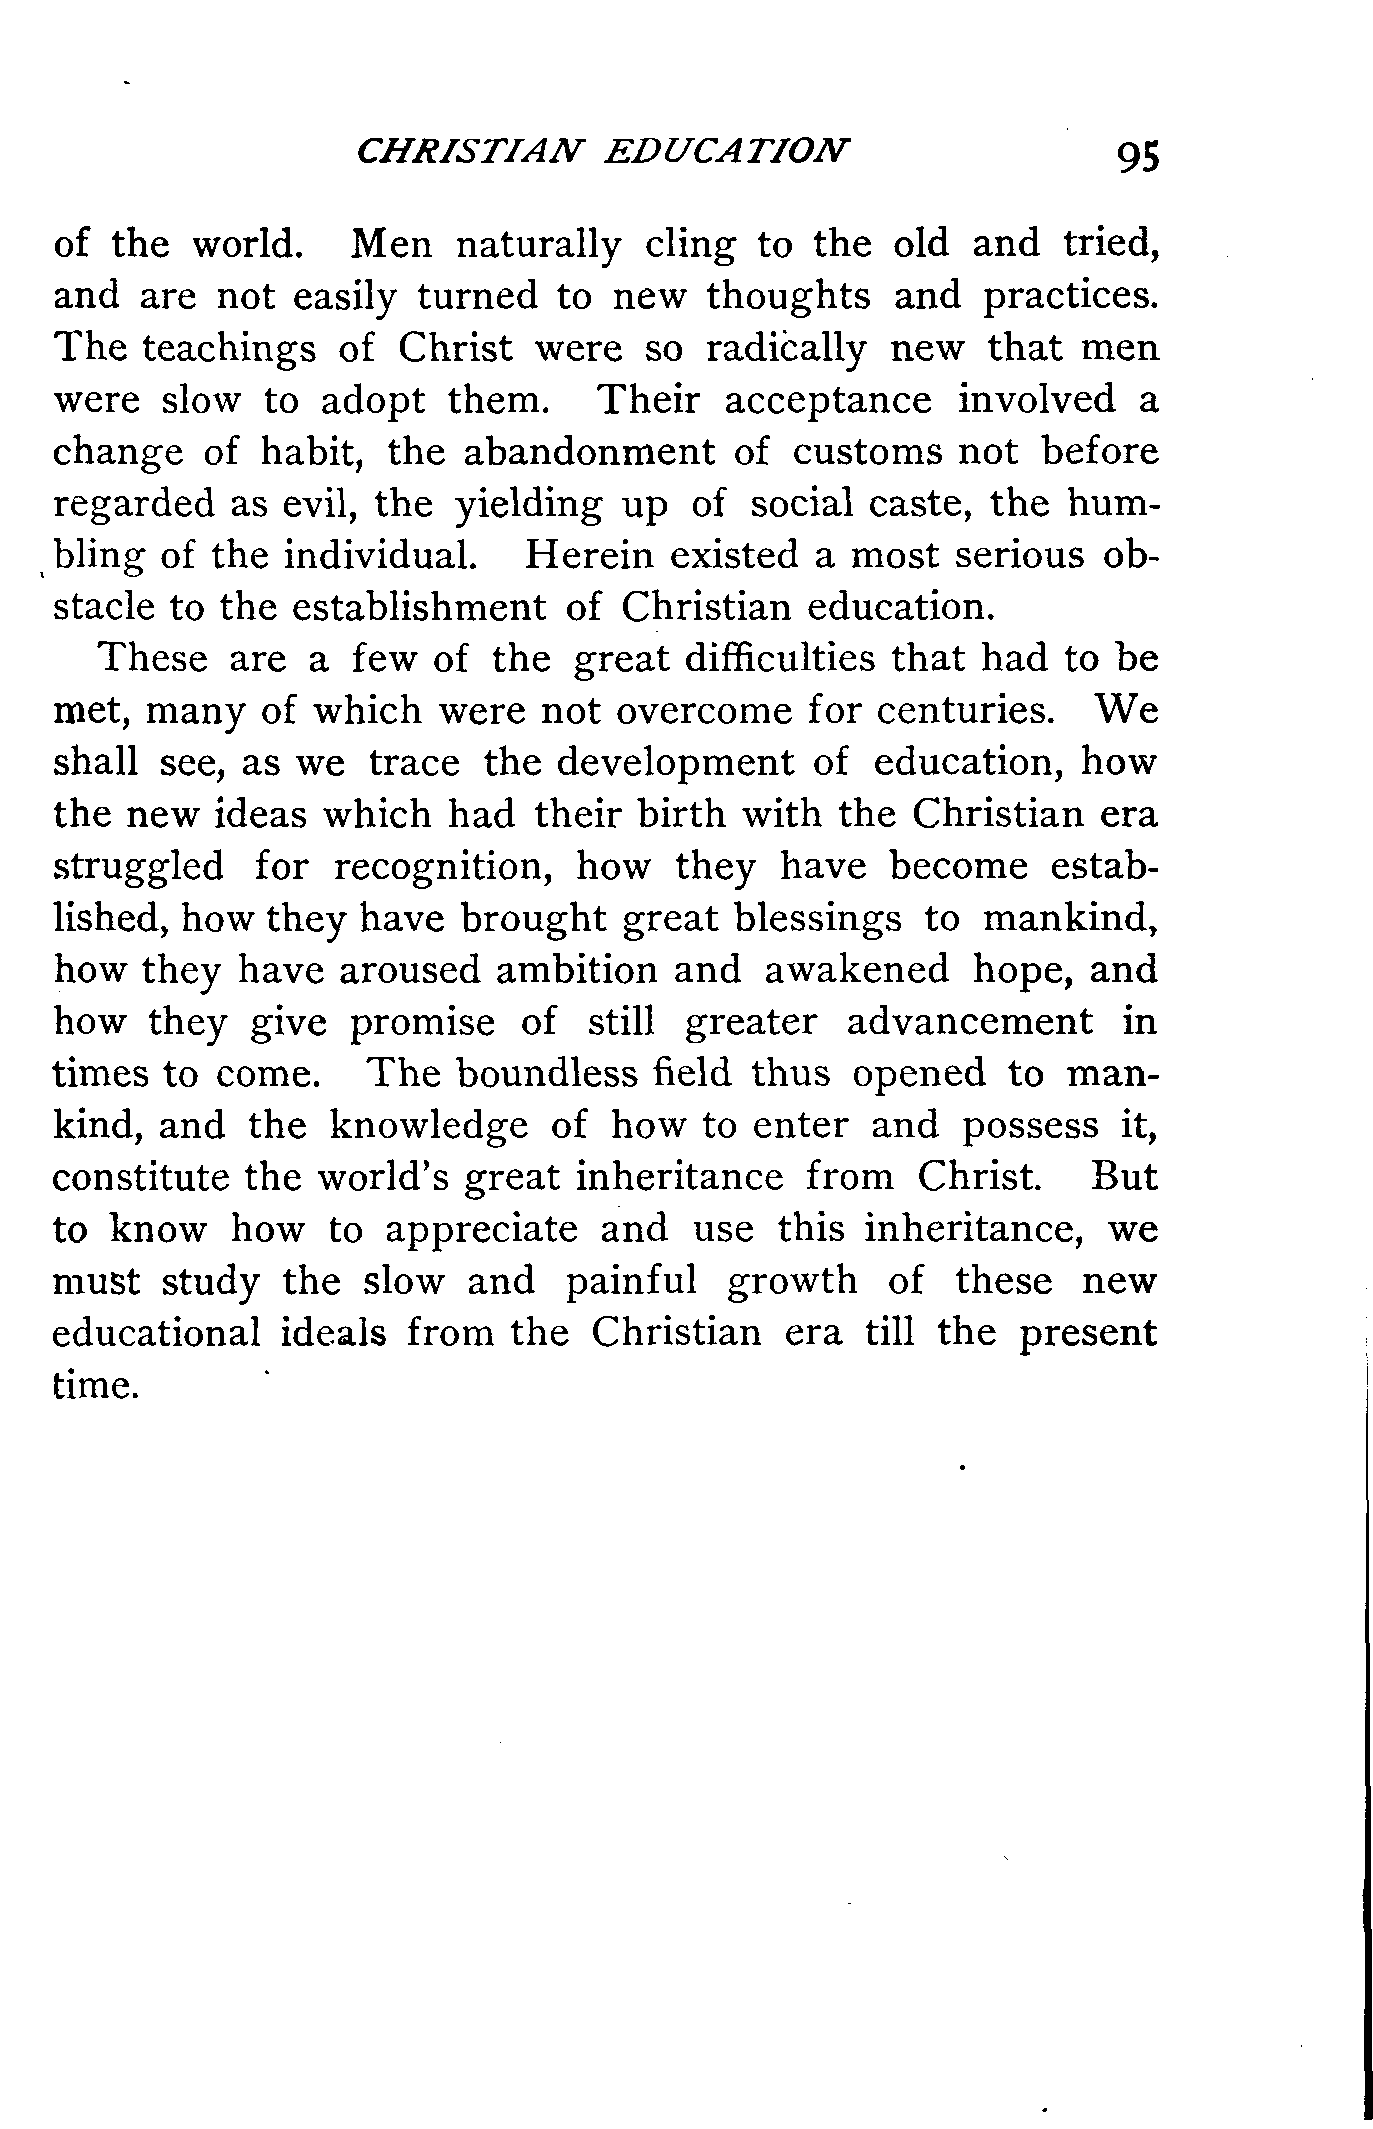 CHRISTIAN EDUCATION 95
of the world. Men naturally cling to the old and tried,
and are not easily turned to new thoughts and practices.
The teachings of Christ were so radically new that men
were slow to adopt them. Their acceptance involved a
change of habit, the abandonment of customs not before
regarded as evil, the yielding up of social caste, the hum-
bling of the individual. Herein existed a most serious ob-
stacle to the establishment of Christian education.
These are a few of the great difficulties that had to be
met, many of which were not overcome for centuries. We
shall see, as we trace the development of education, how
the new ideas which had their birth with the Christian era
struggled for recognition, how they have become estab-
lished, how they have brought great blessings to mankind,
how they have aroused ambition and awakened hope, and
how they give promise of still greater advancement in
times to come. The boundless field thus opened to man-
kind, and the knowledge of how to enter and possess it,
constitute the world's great inheritance from Christ. But
to know how to appreciate and use this inheritance, we
must study the slow and painful growth of these new
educational ideals from the Christian era till the present
time.